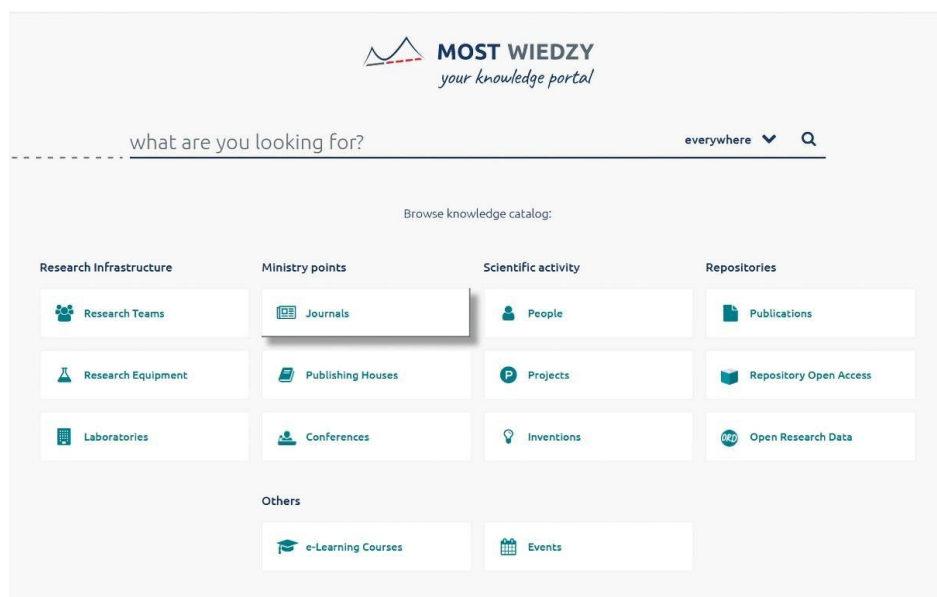 MOST WIEDZY
your knowledge portal
what are you looking for?
everywhere
Browse knowledge catalog:
Research Infrastructure
Ministry points
Scientific activity
Repositories
Research Teams
Journals
People
Publications
Research Equipment
Publishing Houses
P
Projects
Repository Open Access
Laboratories
Conferences
Inventions
ORD
Open Research Data
Others
e-Learning Courses
Events